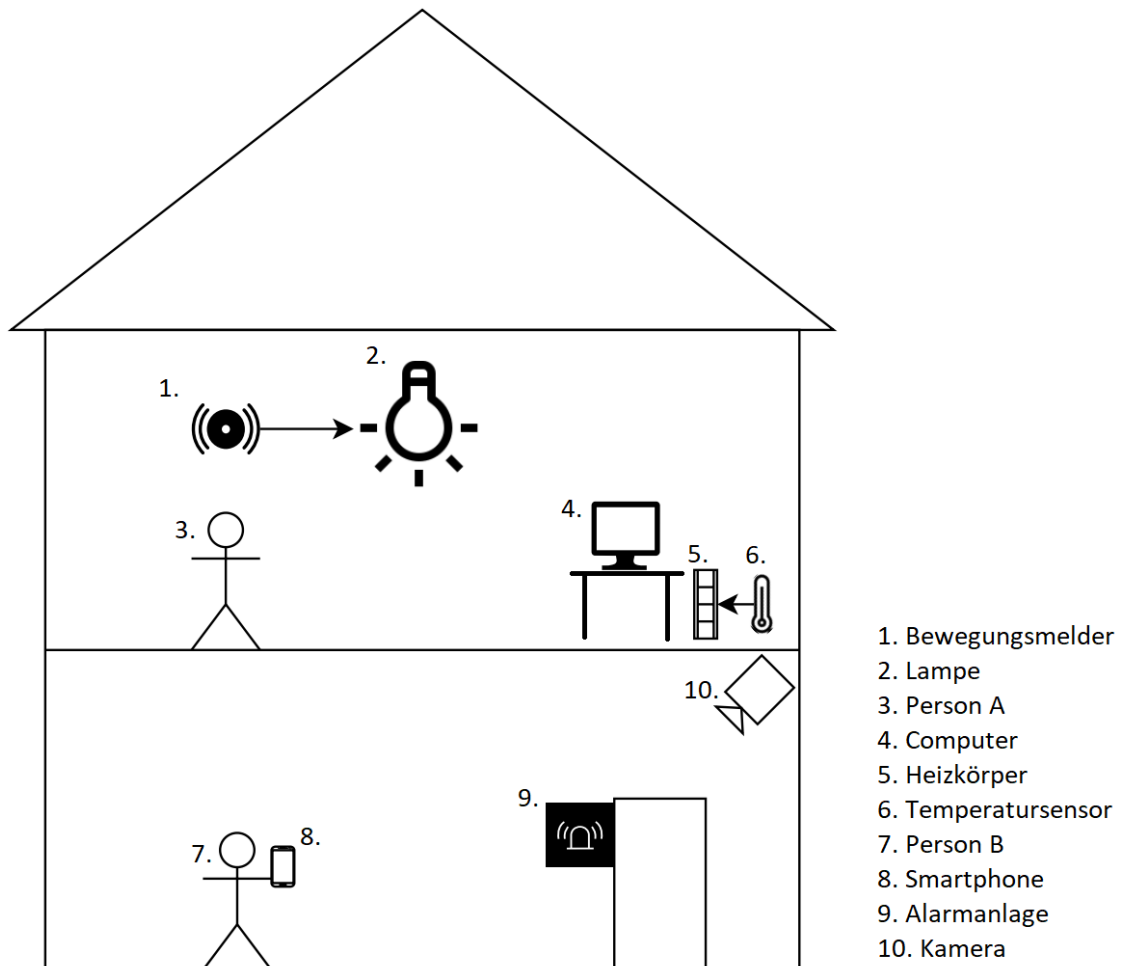 2.
1.
3.
4.
5.
6.
10.
9.
7.
8.
1. Bewegungsmelder
2. Lampe
3. Person A
4. Computer
5. Heizkörper
6. Temperatursensor
7. Person B
8. Smartphone
9. Alarmanlage
10. Kamera